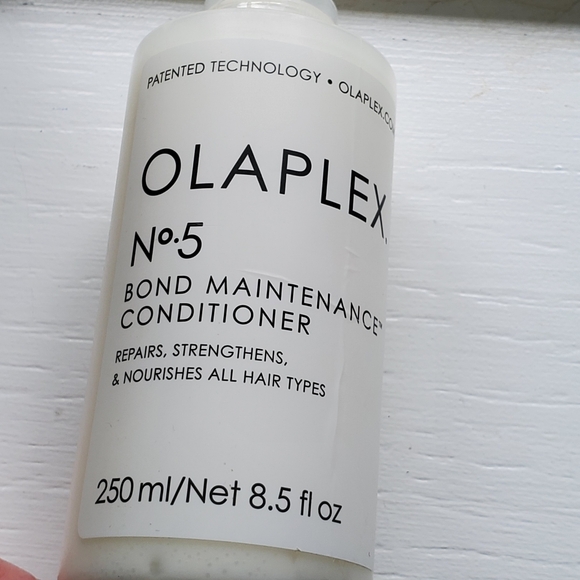 PATENTED TECHNOLOGY • OLAPLEX.COM
OLAPLEX.
Nº.5
BOND MAINTENANCE™
CONDITIONER
REPAIRS, STRENGTHENS,
& NOURISHES ALL HAIR TYPES
250 ml/Net 8.5 fl oz